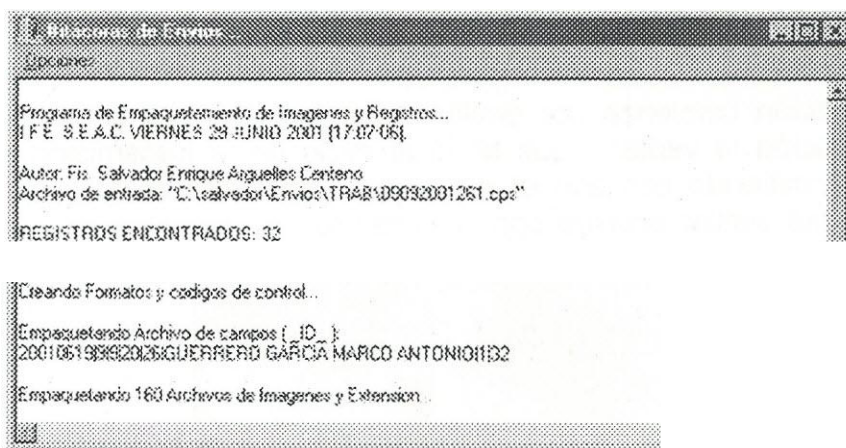 Bitacoras de Envios...
Opciones
Programa de Empaquetamiento de Imagenes y Registros...
I.F.E. S.E.A.C. VIERNES 29 JUNIO 2001 [17:07:06].
Autor: Fis. Salvador Enrique Arguelles Centeno
Archivo de entrada: "C:\salvador\Envios\TRAB\09092001261.cps"
REGISTROS ENCONTRADOS: 32
Creando Formatos y codigos de control...
Empaquetando Archivo de campos (_ID_):
GUERRERO GARCIA MARCO ANTONIO
Empaquetando 160 Archivos de Imagenes y Extension...